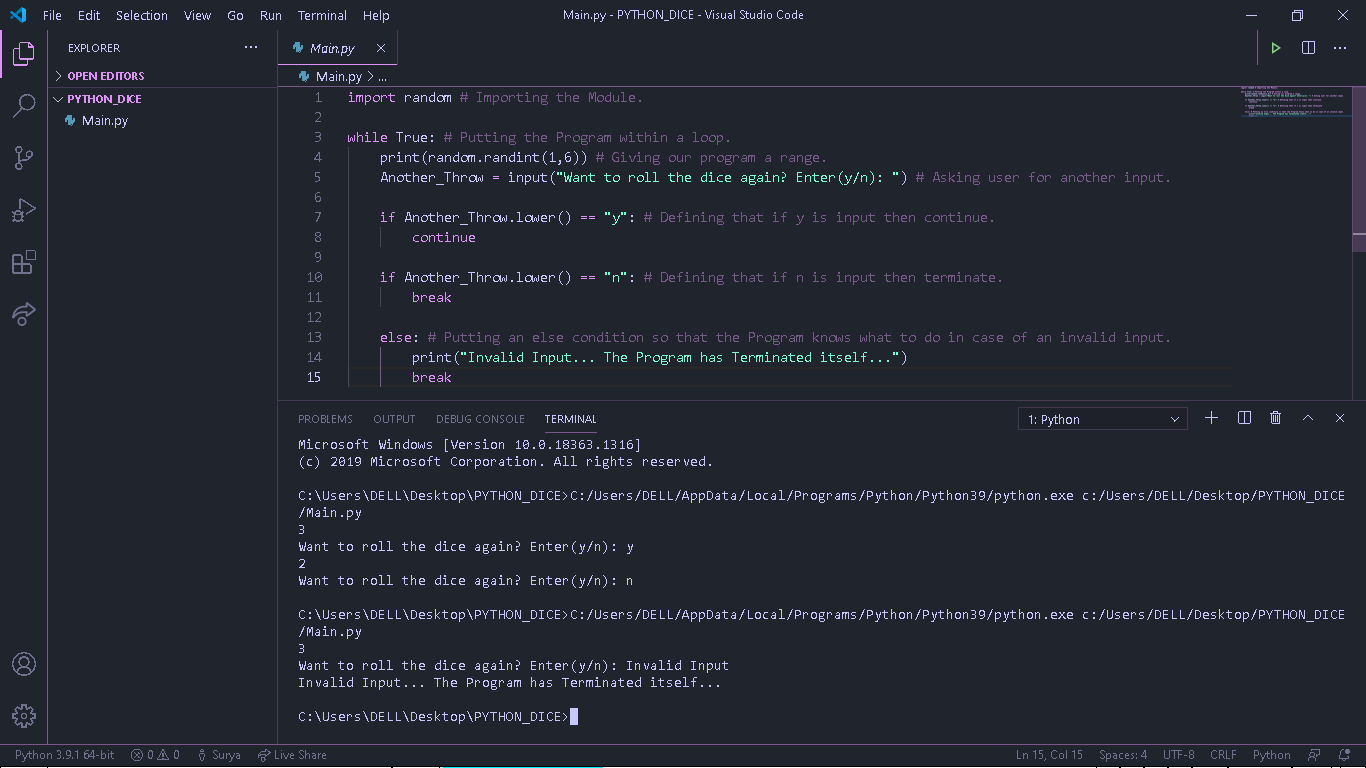 File Edit Selection View Go Run Terminal Help Main.py - PYTHON_DICE - Visual Studio Code
EXPLORER ...
OPEN EDITORS
PYTHON_DICE
Main.py
Main.py
Main.py > ...
1 import random # Importing the Module.
2
3 while True: # Putting the Program within a loop.
4 print(random.randint(1,6)) # Giving our program a range.
5 Another_Throw = input("Want to roll the dice again? Enter(y/n): ") # Asking user for another input.
6
7 if Another_Throw.lower() == "y": # Defining that if y is input then continue.
8 continue
9
10 if Another_Throw.lower() == "n": # Defining that if n is input then terminate.
11 break
12
13 else: # Putting an else condition so that the Program knows what to do in case of an invalid input.
14 print("Invalid Input... The Program has Terminated itself...")
15 break
PROBLEMS OUTPUT DEBUG CONSOLE TERMINAL 1: Python
Microsoft Windows [Version 10.0.18363.1316]
(c) 2019 Microsoft Corporation. All rights reserved.
C:\Users\DELL\Desktop\PYTHON_DICE>C:/Users/DELL/AppData/Local/Programs/Python/Python39/python.exe c:/Users/DELL/Desktop/PYTHON_DICE
/Main.py
3
Want to roll the dice again? Enter(y/n): y
2
Want to roll the dice again? Enter(y/n): n
C:\Users\DELL\Desktop\PYTHON_DICE>C:/Users/DELL/AppData/Local/Programs/Python/Python39/python.exe c:/Users/DELL/Desktop/PYTHON_DICE
/Main.py
3
Want to roll the dice again? Enter(y/n): Invalid Input
Invalid Input... The Program has Terminated itself...
C:\Users\DELL\Desktop\PYTHON_DICE>
Python 3.9.1 64-bit 0 0 Surya Live Share Ln 15, Col 15 Spaces: 4 UTF-8 CRLF Python